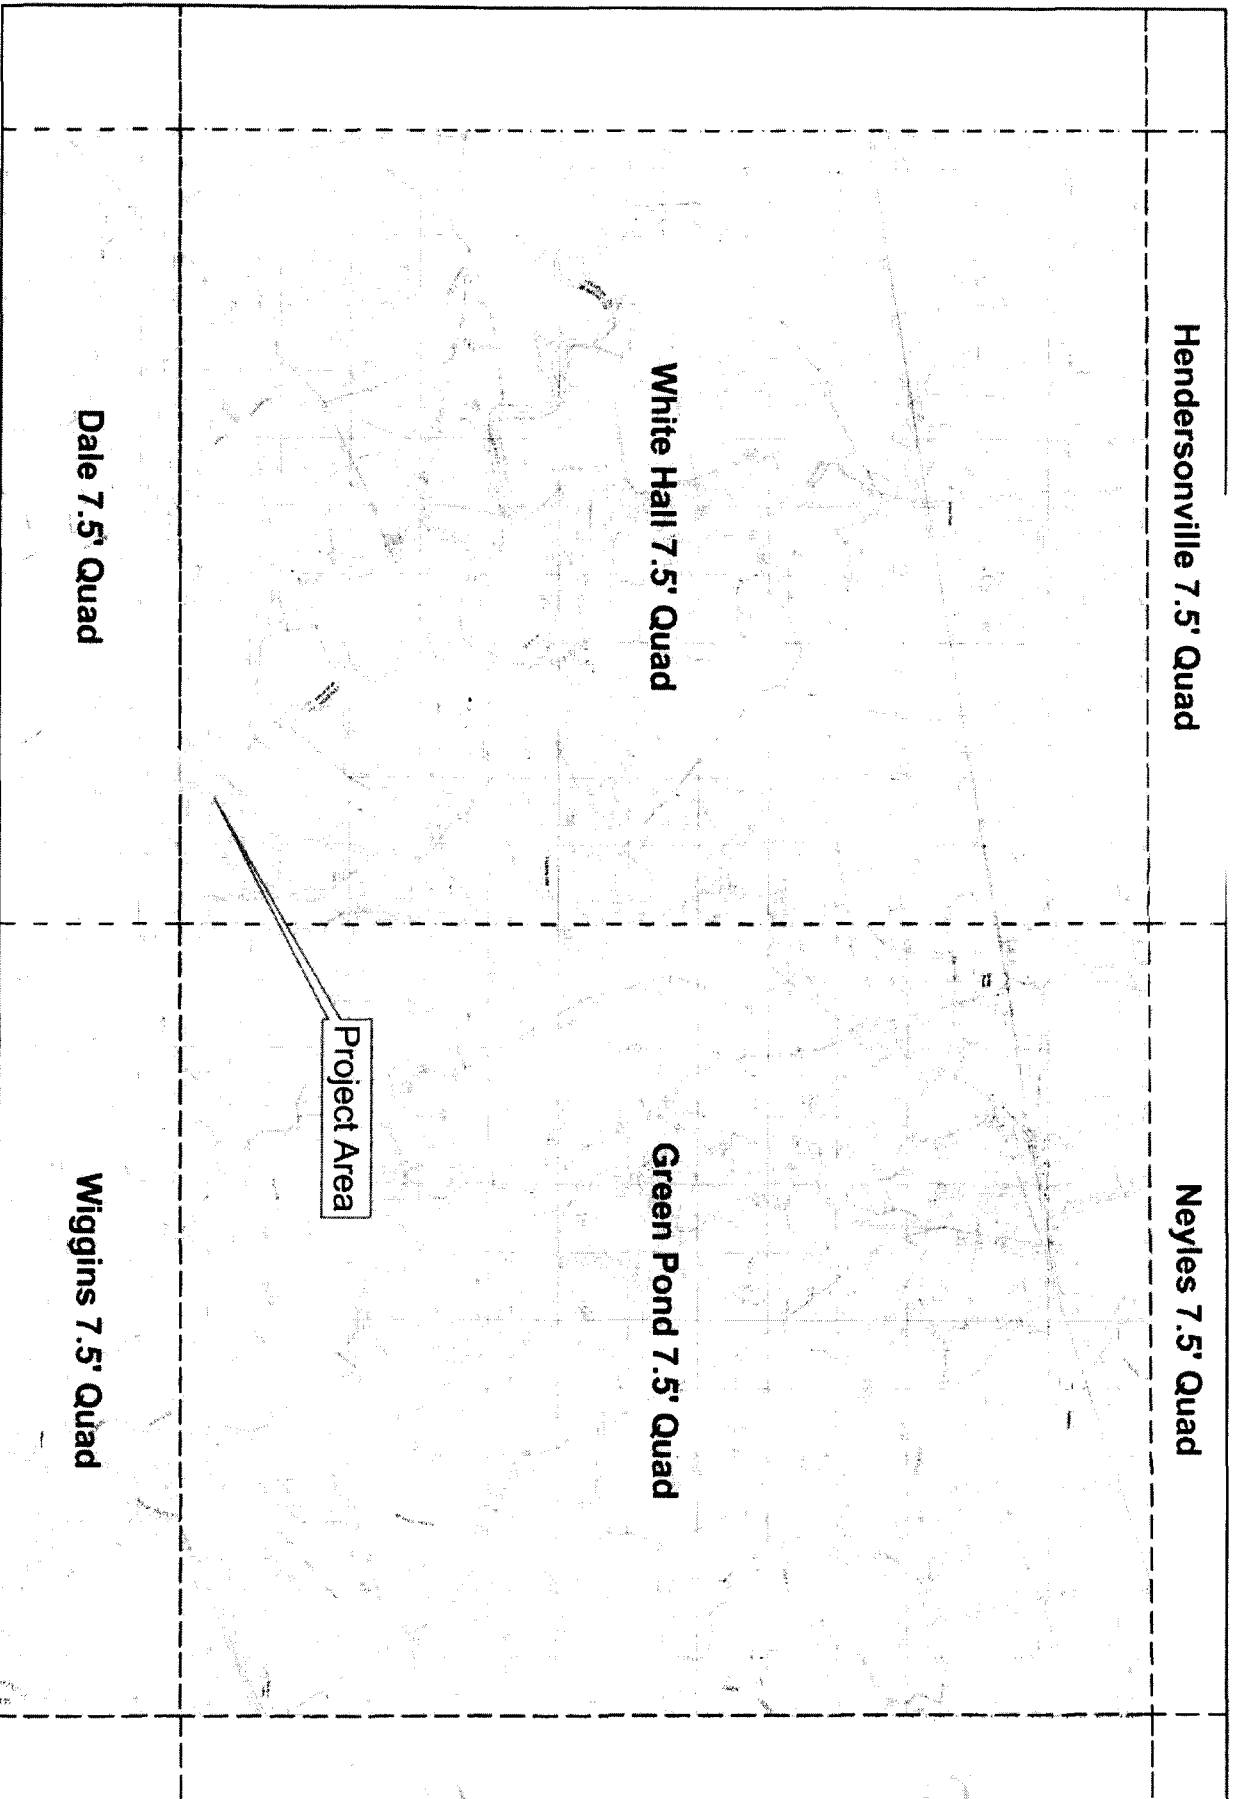 Hendersonville 7.5' Quad
Neyles 7.5' Quad
White Hall 7.5' Quad
Green Pond 7.5' Quad
Project Area
Dale 7.5' Quad
Wiggins 7.5' Quad